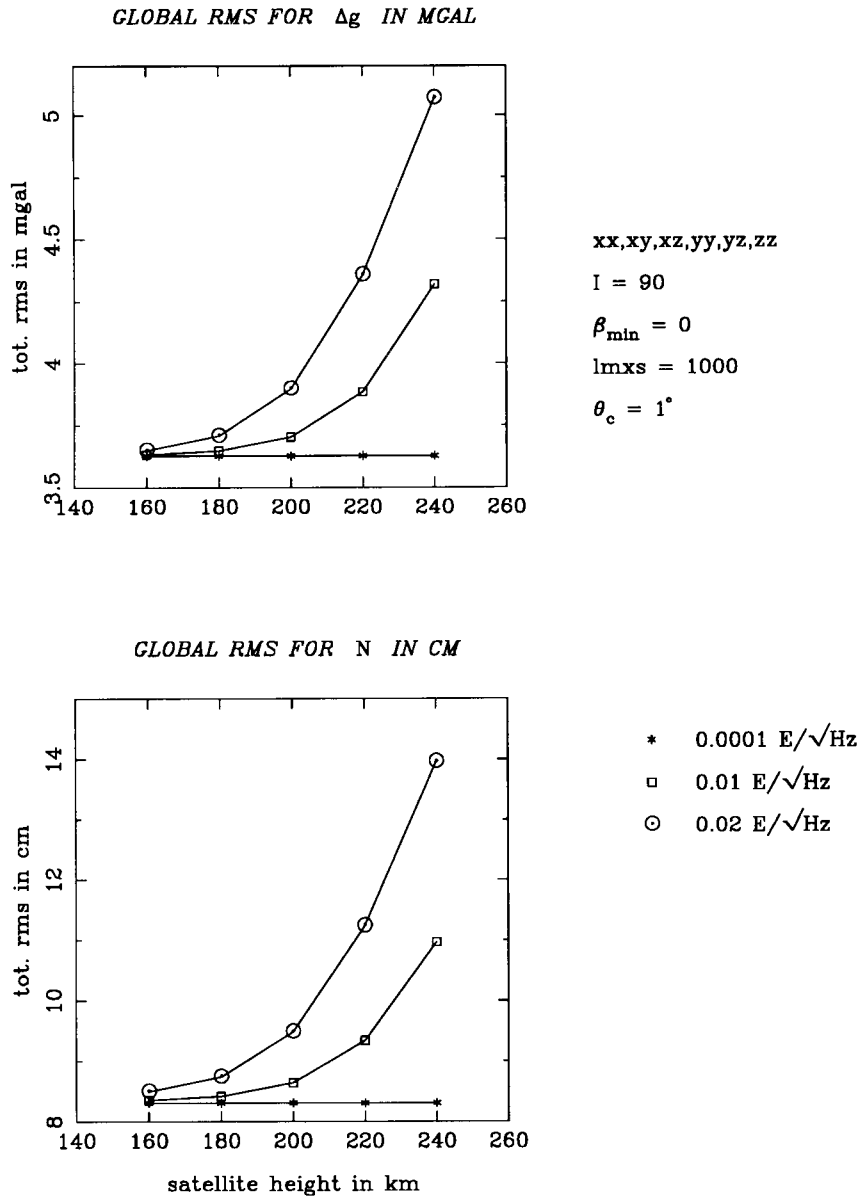 GLOBAL RMS FOR Δg IN MGAL
5
4.5
4
3.5
tot. rms in mgal
140 160 180 200 220 240 260
xx,xy,xz,yy,yz,zz
I = 90
βmin = 0
lmxs = 1000
θc = 1°
GLOBAL RMS FOR N IN CM
14
12
10
8
tot. rms in cm
140 160 180 200 220 240 260
satellite height in km
0.0001 E/√Hz
0.01 E/√Hz
0.02 E/√Hz